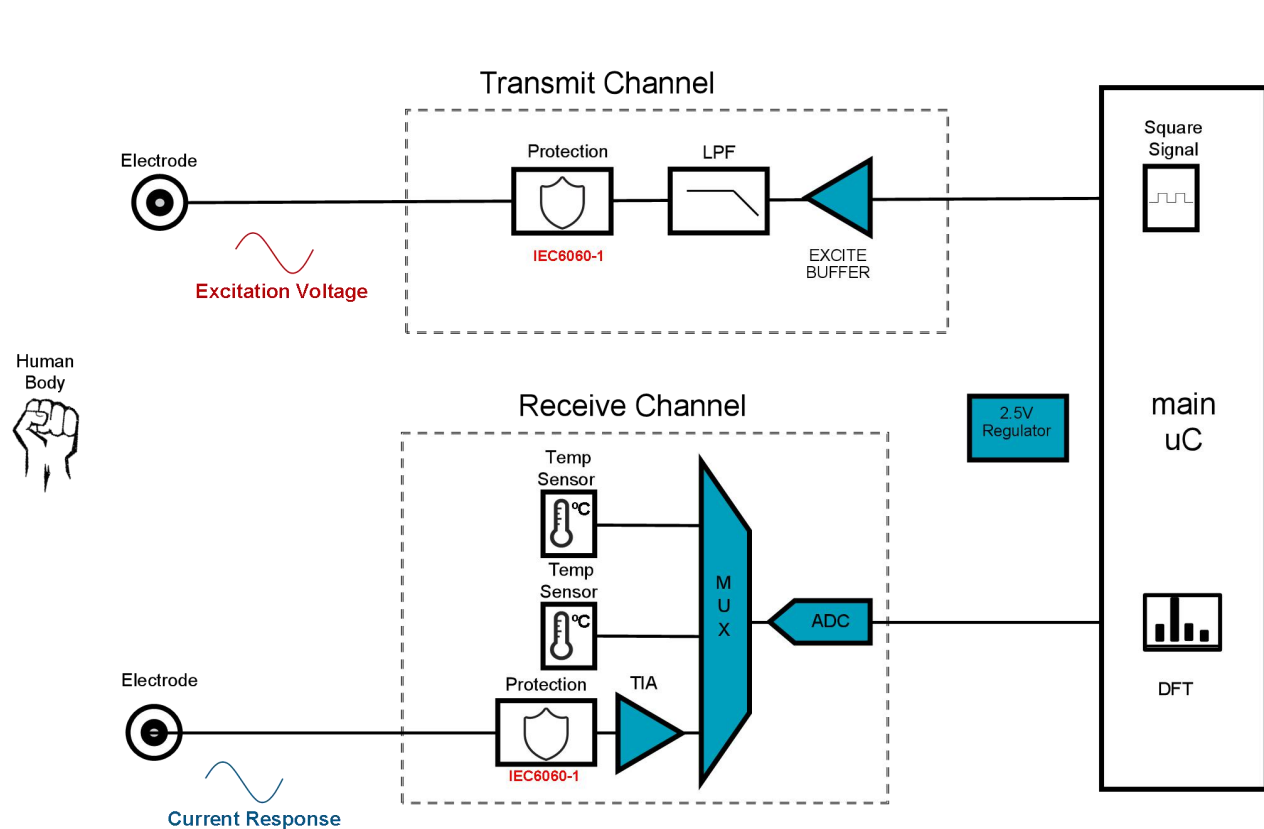 Transmit Channel
Electrode
Protection
LPF
IEC6060-1
EXCITE
BUFFER
Square
Signal
Excitation Voltage
Human
Body
Receive Channel
2.5V
Regulator
main
uC
Temp
Sensor
ºC
Temp
Sensor
ºC
M
U
X
ADC
Electrode
Protection
TIA
IEC6060-1
DFT
Current Response